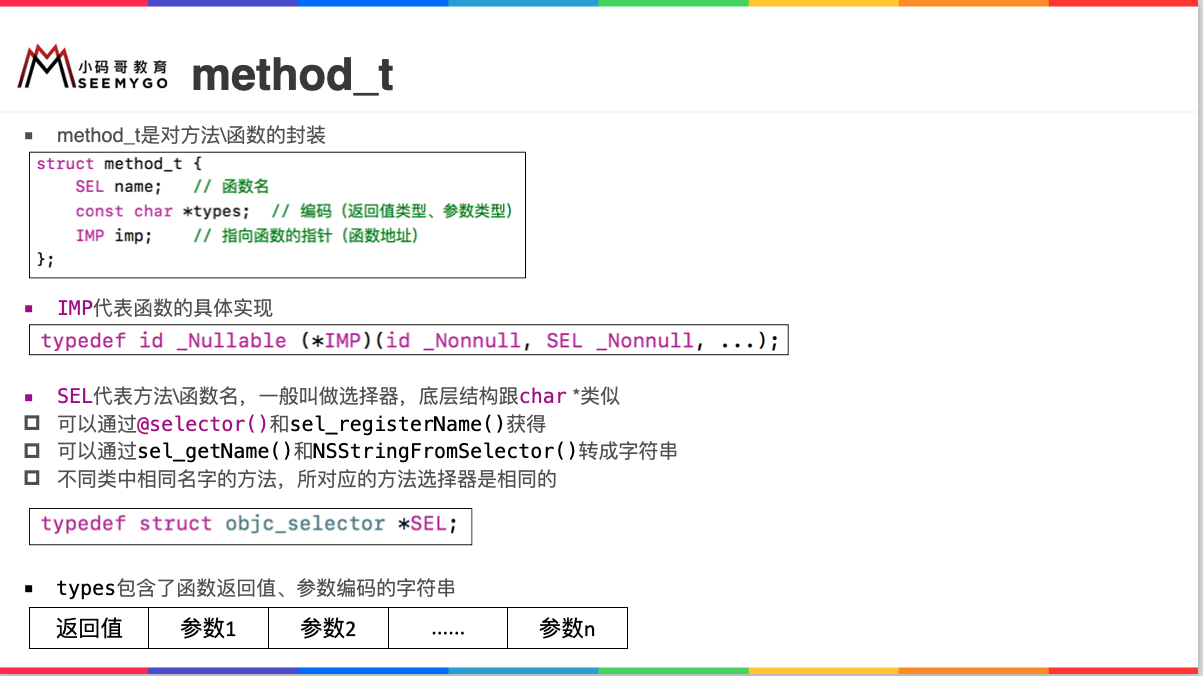 小码哥教育
SEEMYGO
method_t
▪ method_t是对方法\函数的封装
struct method_t {
    SEL name;   // 函数名
    const char *types;  // 编码（返回值类型、参数类型）
    IMP imp;    // 指向函数的指针（函数地址）
};
▪ IMP代表函数的具体实现
typedef id _Nullable (*IMP)(id _Nonnull, SEL _Nonnull, ...);
▪ SEL代表方法\函数名，一般叫做选择器，底层结构跟char *类似
□ 可以通过@selector()和sel_registerName()获得
□ 可以通过sel_getName()和NSStringFromSelector()转成字符串
□ 不同类中相同名字的方法，所对应的方法选择器是相同的
typedef struct objc_selector *SEL;
▪ types包含了函数返回值、参数编码的字符串
返回值 参数1 参数2 …… 参数n